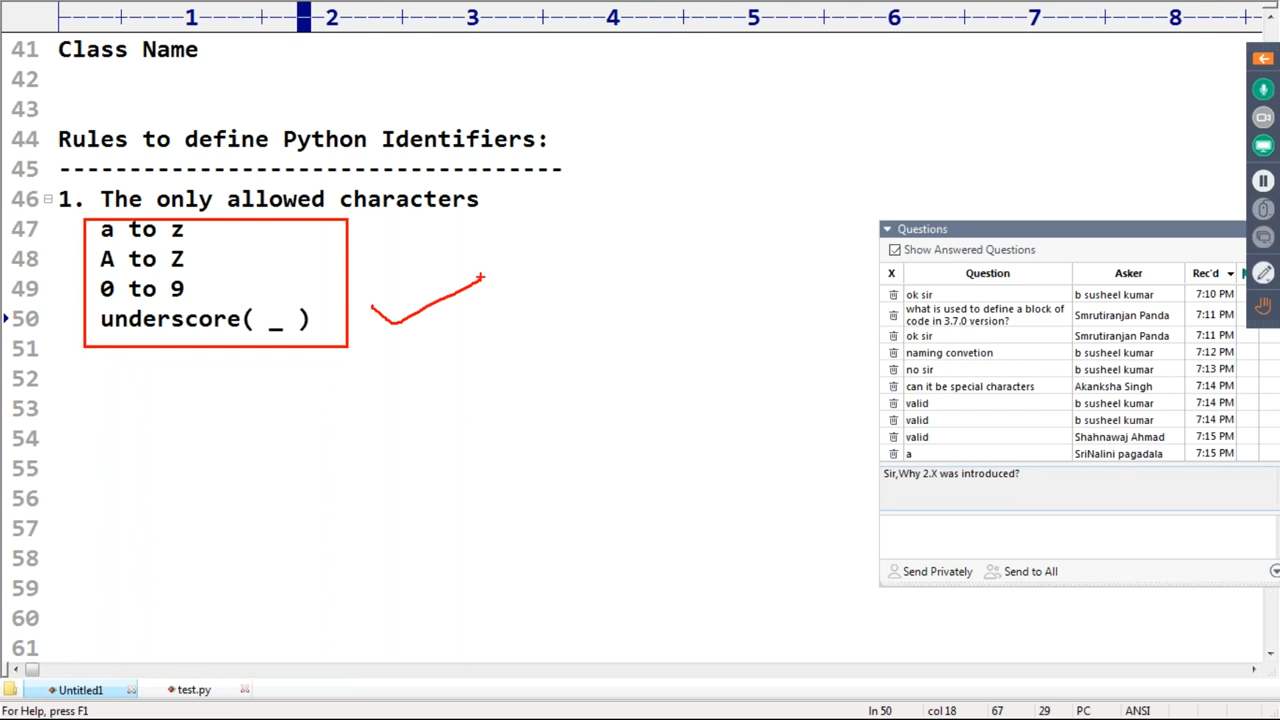 1 2 3 4 5 6 7 8
41 Class Name
42
43
44 Rules to define Python Identifiers:
45 ------------------------------------
46 1. The only allowed characters
47 a to z
48 A to Z
49 0 to 9
50 underscore( _ )
51
52
53
54
55
56
57
58
59
60
61
Questions
Show Answered Questions
X Question Asker Rec'd
ok sir b susheel kumar 7:10 PM
what is used to define a block of
code in 3.7.0 version? Smrutiranjan Panda 7:11 PM
ok sir Smrutiranjan Panda 7:11 PM
naming convetion b susheel kumar 7:12 PM
no sir b susheel kumar 7:13 PM
can it be special characters Akanksha Singh 7:14 PM
valid b susheel kumar 7:14 PM
valid b susheel kumar 7:14 PM
valid Shahnawaj Ahmad 7:15 PM
a SriNalini pagadala 7:15 PM
Sir,Why 2.X was introduced?
Send Privately Send to All
Untitled1 test.py
For Help, press F1 ln 50 col 18 67 29 PC ANSI